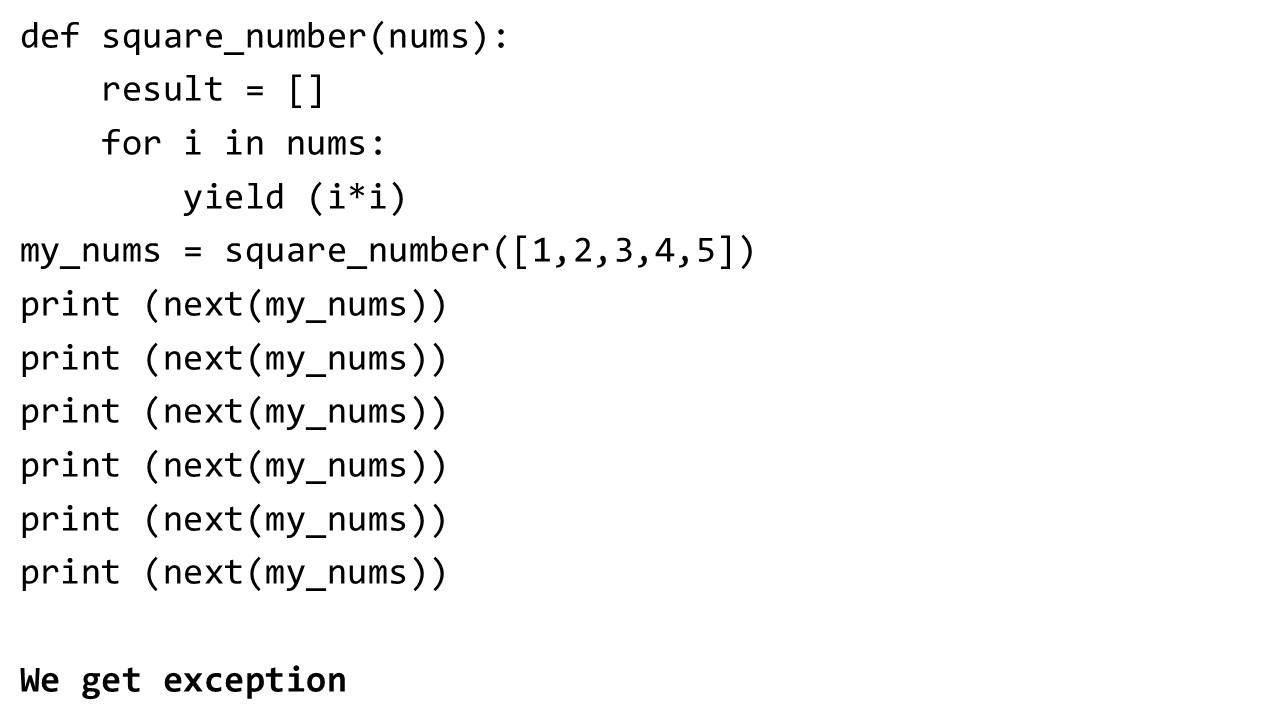 def square_number(nums):
    result = []
    for i in nums:
        yield (i*i)
my_nums = square_number([1,2,3,4,5])
print (next(my_nums))
print (next(my_nums))
print (next(my_nums))
print (next(my_nums))
print (next(my_nums))
print (next(my_nums))
We get exception